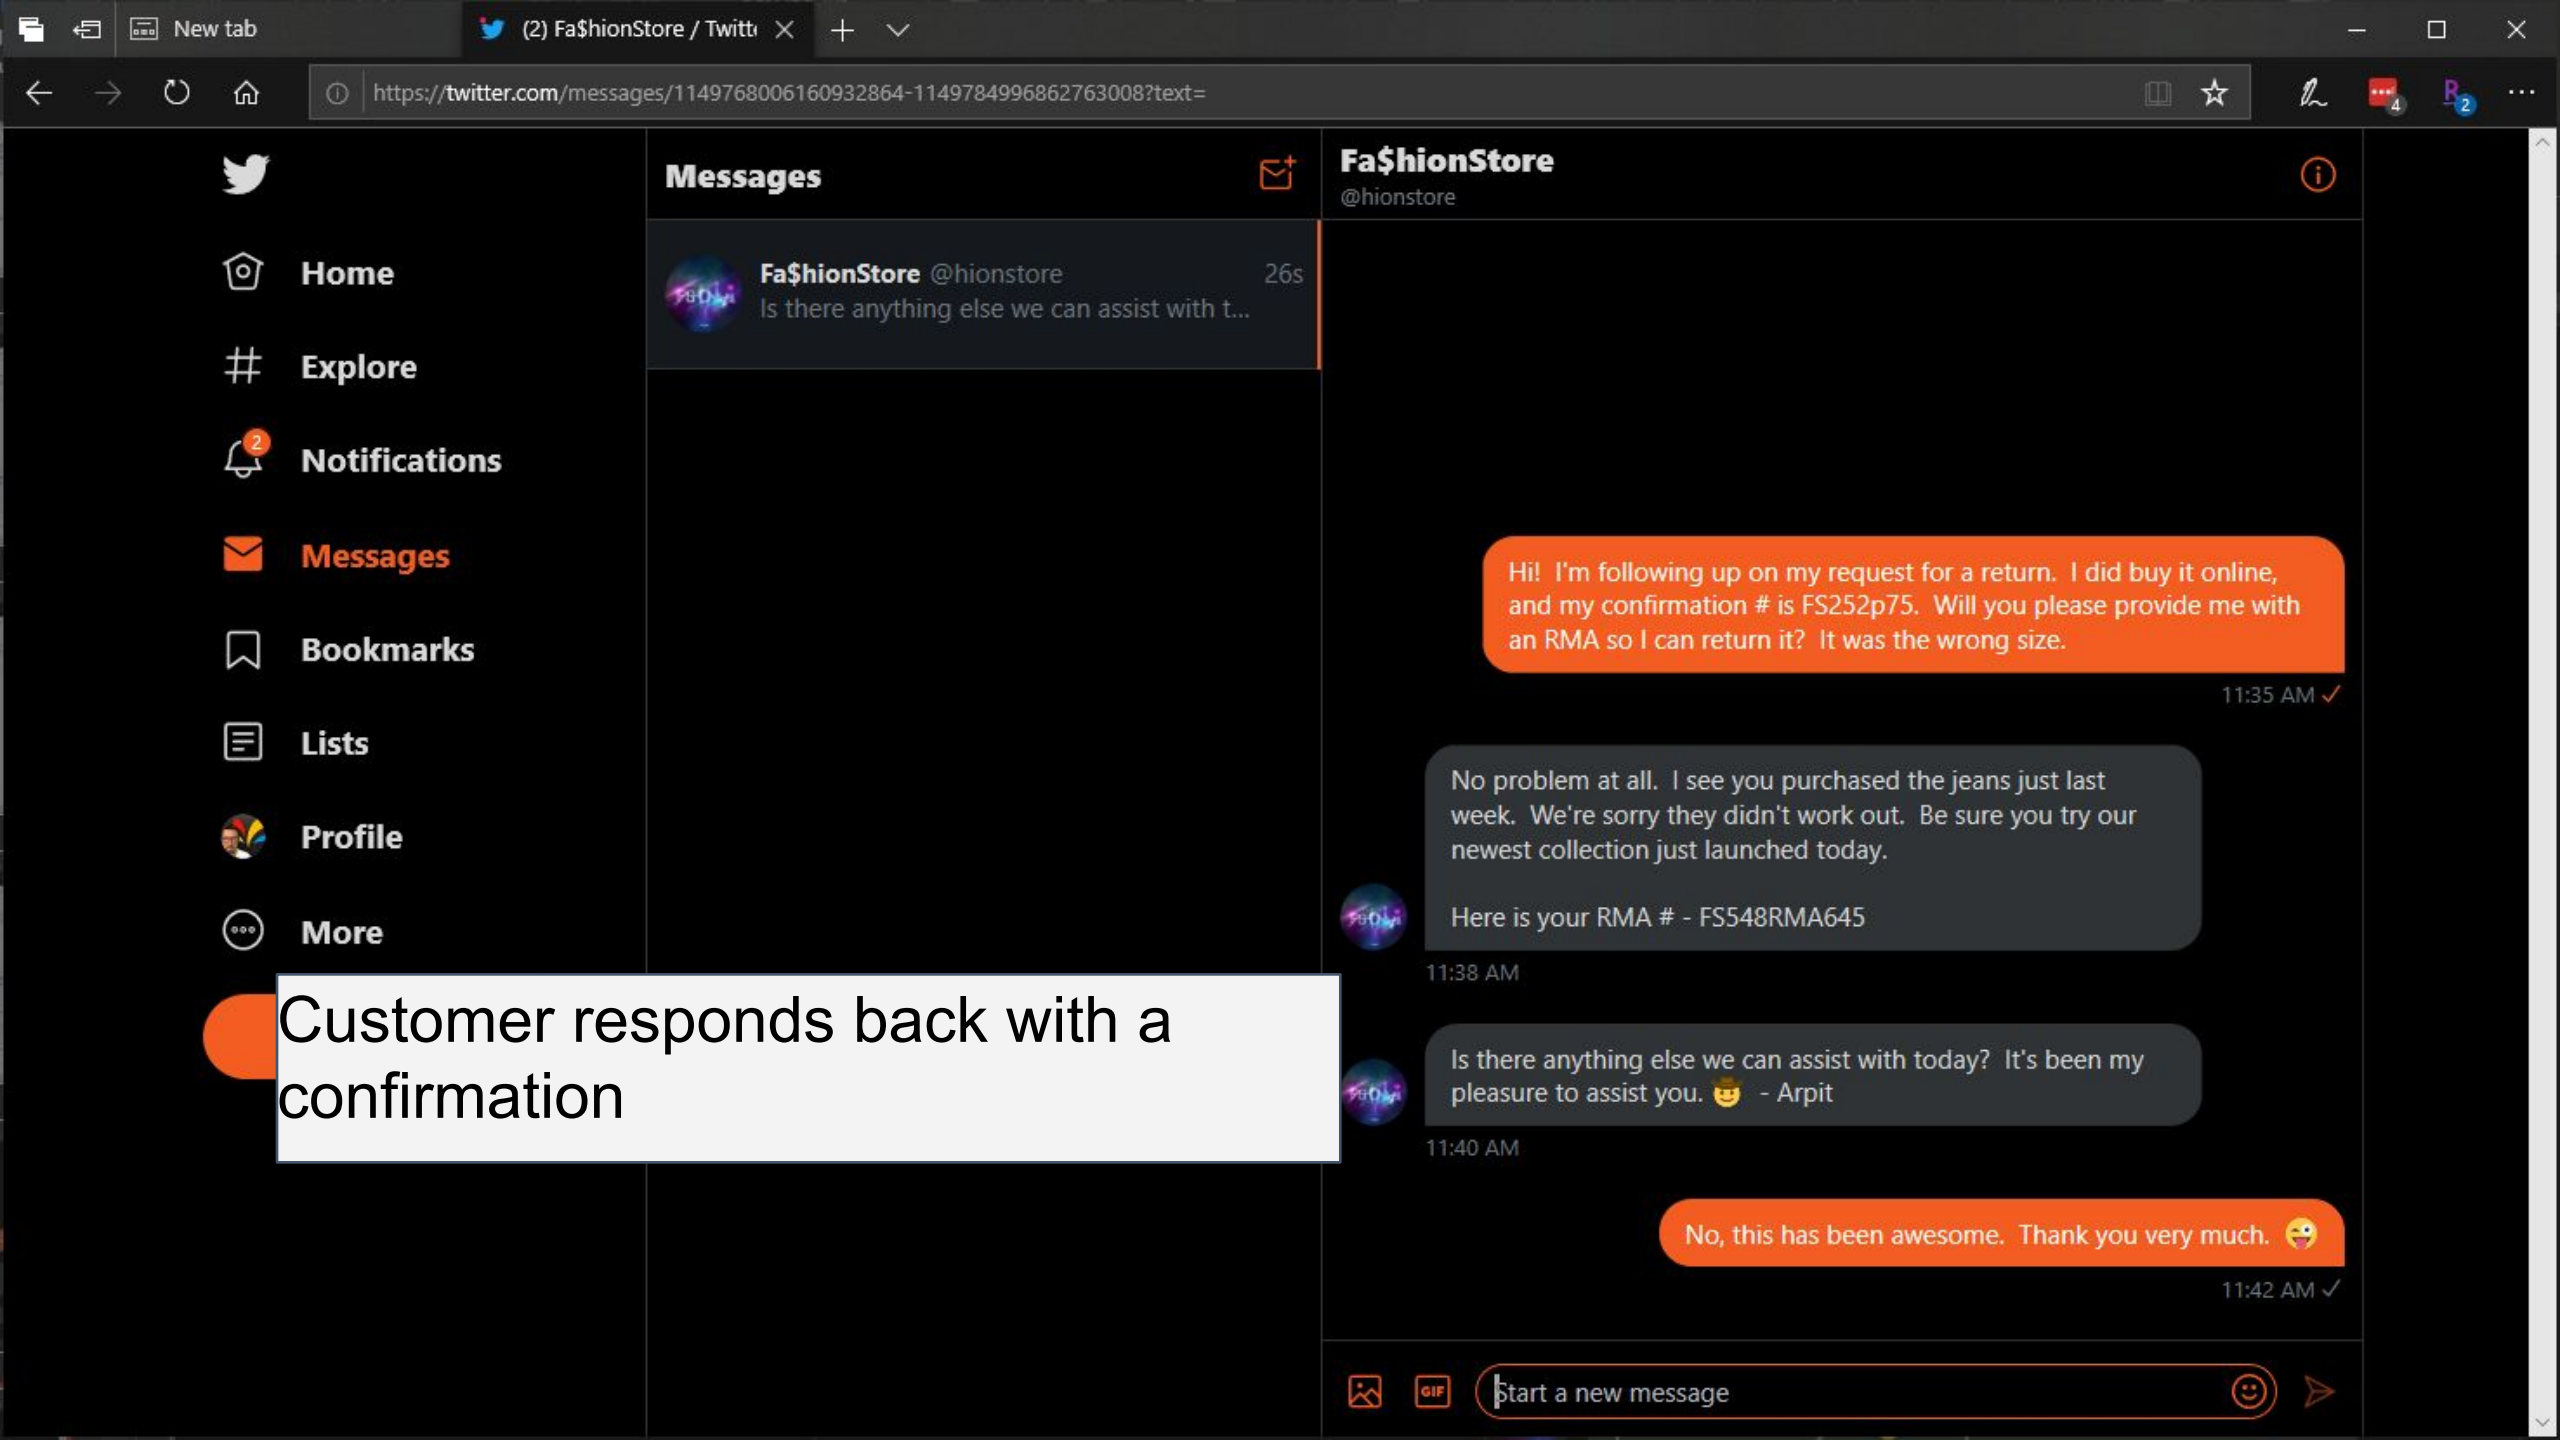 New tab
(2) Fa$hionStore / Twitt
https://twitter.com/messages/1149768006160932864-1149784996862763008?text=
4
2
Home
Explore
2
Notifications
Messages
Bookmarks
Lists
Profile
More
Messages
Fa$hionStore @hionstore 26s
Is there anything else we can assist with t...
Fa$hionStore
@hionstore
Hi! I'm following up on my request for a return. I did buy it online,
and my confirmation # is FS252p75. Will you please provide me with
an RMA so I can return it? It was the wrong size.
11:35 AM
No problem at all. I see you purchased the jeans just last
week. We're sorry they didn't work out. Be sure you try our
newest collection just launched today.
Here is your RMA # - FS548RMA645
11:38 AM
Is there anything else we can assist with today? It's been my
pleasure to assist you. 🤠 - Arpit
11:40 AM
No, this has been awesome. Thank you very much. 😜
11:42 AM
GIF
Start a new message
Customer responds back with a
confirmation